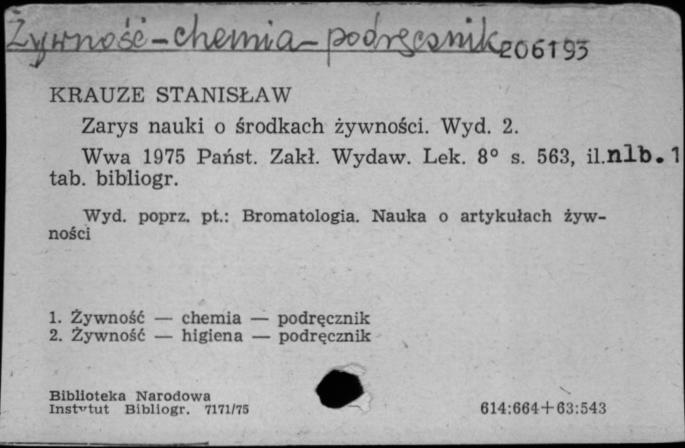 Żywność-chemia-podręcznik
206193
KRAUZE STANISŁAW
Zarys nauki o środkach żywności. Wyd. 2.
Wwa 1975 Państ. Zakł. Wydaw. Lek. 8° s. 563, il. nlb. 1
tab. bibliogr.
Wyd. poprz. pt.: Bromatologia. Nauka o artykułach żyw-
ności
1. Żywność — chemia — podręcznik
2. Żywność — higiena — podręcznik
Biblioteka Narodowa
Instytut Bibliogr. 7171/75
614:664+63:543